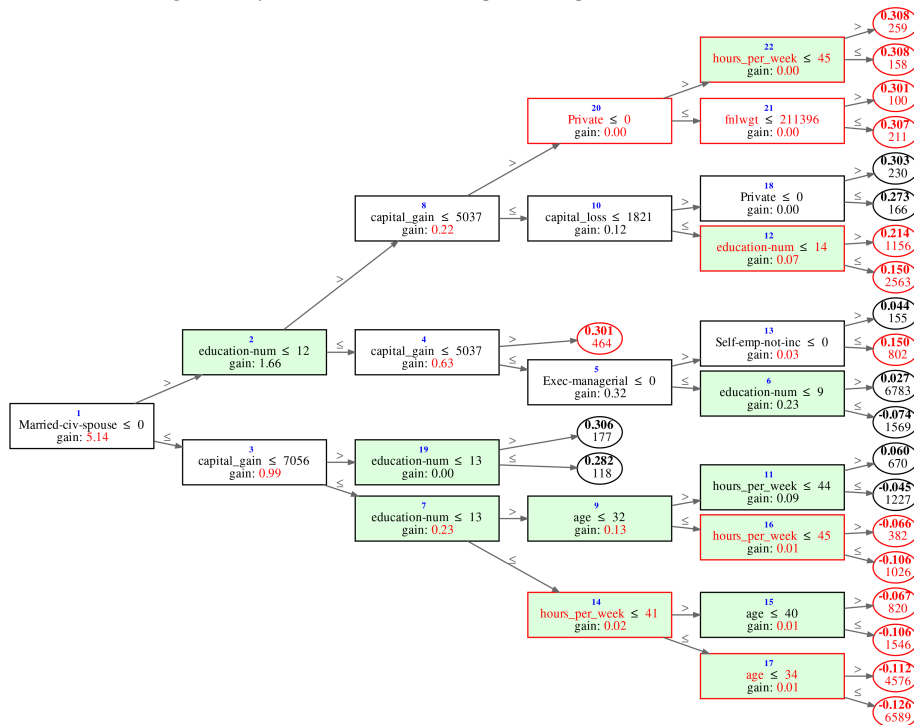 0.308
259
22
hours_per_week ≤ 45
gain: 0.00
>
≤
0.308
158
20
Private ≤ 0
gain: 0.00
>
≤
21
fnlwgt ≤ 211396
gain: 0.00
>
≤
0.301
100
0.307
211
8
capital_gain ≤ 5037
gain: 0.22
>
≤
10
capital_loss ≤ 1821
gain: 0.12
>
≤
18
Private ≤ 0
gain: 0.00
>
≤
0.303
230
0.273
166
12
education-num ≤ 14
gain: 0.07
>
≤
0.214
1156
0.150
2563
2
education-num ≤ 12
gain: 1.66
>
≤
4
capital_gain ≤ 5037
gain: 0.63
>
≤
0.301
464
5
Exec-managerial ≤ 0
gain: 0.32
>
≤
13
Self-emp-not-inc ≤ 0
gain: 0.03
>
≤
0.044
155
0.150
802
6
education-num ≤ 9
gain: 0.23
>
≤
0.027
6783
-0.074
1569
1
Married-civ-spouse ≤ 0
gain: 5.14
>
≤
3
capital_gain ≤ 7056
gain: 0.99
>
≤
19
education-num ≤ 13
gain: 0.00
>
≤
0.306
177
0.282
118
7
education-num ≤ 13
gain: 0.23
>
≤
9
age ≤ 32
gain: 0.13
>
≤
11
hours_per_week ≤ 44
gain: 0.09
>
≤
0.060
670
-0.045
1227
16
hours_per_week ≤ 45
gain: 0.01
>
≤
-0.066
382
-0.106
1026
14
hours_per_week ≤ 41
gain: 0.02
>
≤
15
age ≤ 40
gain: 0.01
>
≤
-0.067
820
-0.106
1546
17
age ≤ 34
gain: 0.01
>
≤
-0.112
4576
-0.126
6589